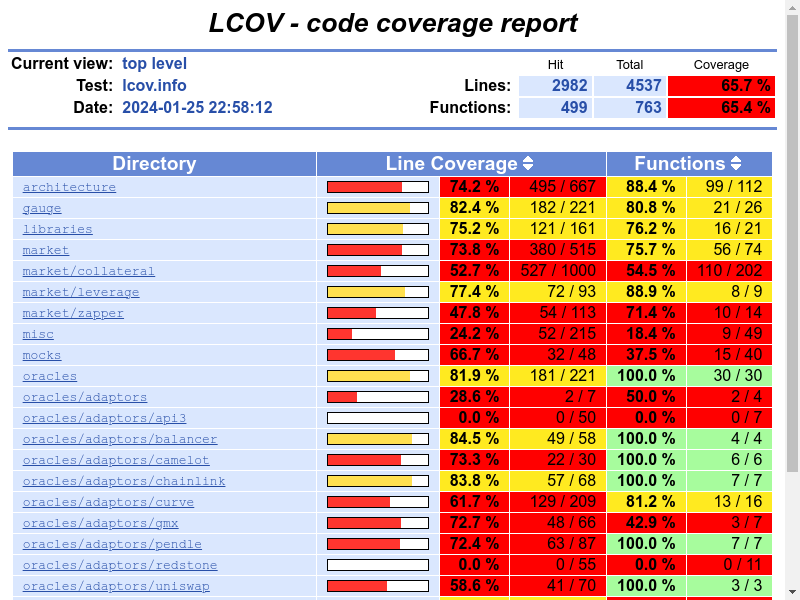 LCOV - code coverage report
Current view: top level Hit Total Coverage
Test: lcov.info Lines: 2982 4537 65.7 %
Date: 2024-01-25 22:58:12 Functions: 499 763 65.4 %
Directory Line Coverage Functions
architecture 74.2 % 495 / 667 88.4 % 99 / 112
gauge 82.4 % 182 / 221 80.8 % 21 / 26
libraries 75.2 % 121 / 161 76.2 % 16 / 21
market 73.8 % 380 / 515 75.7 % 56 / 74
market/collateral 52.7 % 527 / 1000 54.5 % 110 / 202
market/leverage 77.4 % 72 / 93 88.9 % 8 / 9
market/zapper 47.8 % 54 / 113 71.4 % 10 / 14
misc 24.2 % 52 / 215 18.4 % 9 / 49
mocks 66.7 % 32 / 48 37.5 % 15 / 40
oracles 81.9 % 181 / 221 100.0 % 30 / 30
oracles/adaptors 28.6 % 2 / 7 50.0 % 2 / 4
oracles/adaptors/api3 0.0 % 0 / 50 0.0 % 0 / 7
oracles/adaptors/balancer 84.5 % 49 / 58 100.0 % 4 / 4
oracles/adaptors/camelot 73.3 % 22 / 30 100.0 % 6 / 6
oracles/adaptors/chainlink 83.8 % 57 / 68 100.0 % 7 / 7
oracles/adaptors/curve 61.7 % 129 / 209 81.2 % 13 / 16
oracles/adaptors/gmx 72.7 % 48 / 66 42.9 % 3 / 7
oracles/adaptors/pendle 72.4 % 63 / 87 100.0 % 7 / 7
oracles/adaptors/redstone 0.0 % 0 / 55 0.0 % 0 / 11
oracles/adaptors/uniswap 58.6 % 41 / 70 100.0 % 3 / 3